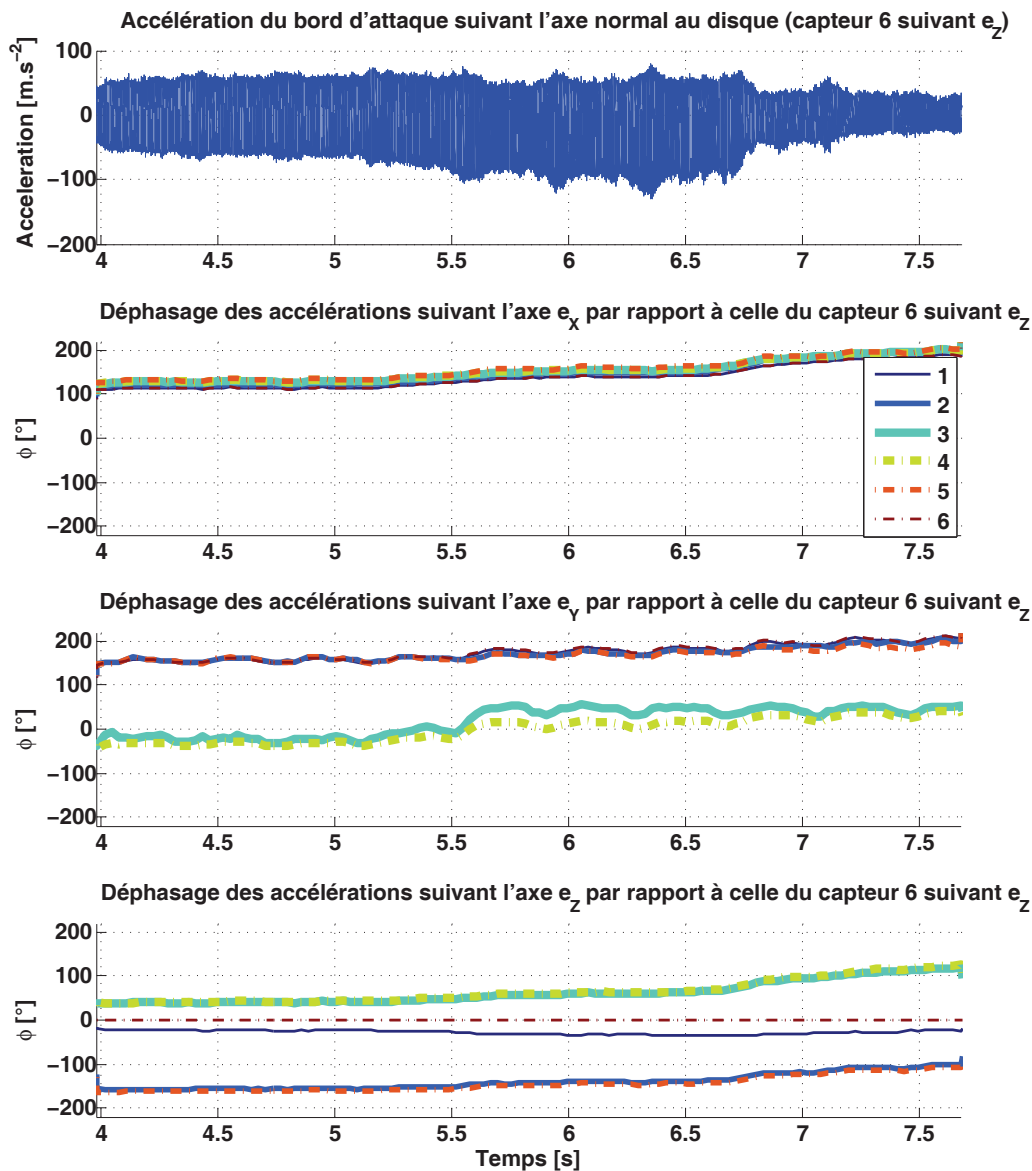 Accélération du bord d'attaque suivant l'axe normal au disque (capteur 6 suivant e_Z)
Acceleration [m.s⁻²]
100
0
−100
−200
4 4.5 5 5.5 6 6.5 7 7.5
Déphasage des accélérations suivant l'axe e_X par rapport à celle du capteur 6 suivant e_Z
ϕ [°]
200
100
0
−100
−200
1
2
3
4
5
6
4 4.5 5 5.5 6 6.5 7 7.5
Déphasage des accélérations suivant l'axe e_Y par rapport à celle du capteur 6 suivant e_Z
ϕ [°]
200
100
0
−100
−200
4 4.5 5 5.5 6 6.5 7 7.5
Déphasage des accélérations suivant l'axe e_Z par rapport à celle du capteur 6 suivant e_Z
ϕ [°]
200
100
0
−100
−200
4 4.5 5 5.5 6 6.5 7 7.5
Temps [s]